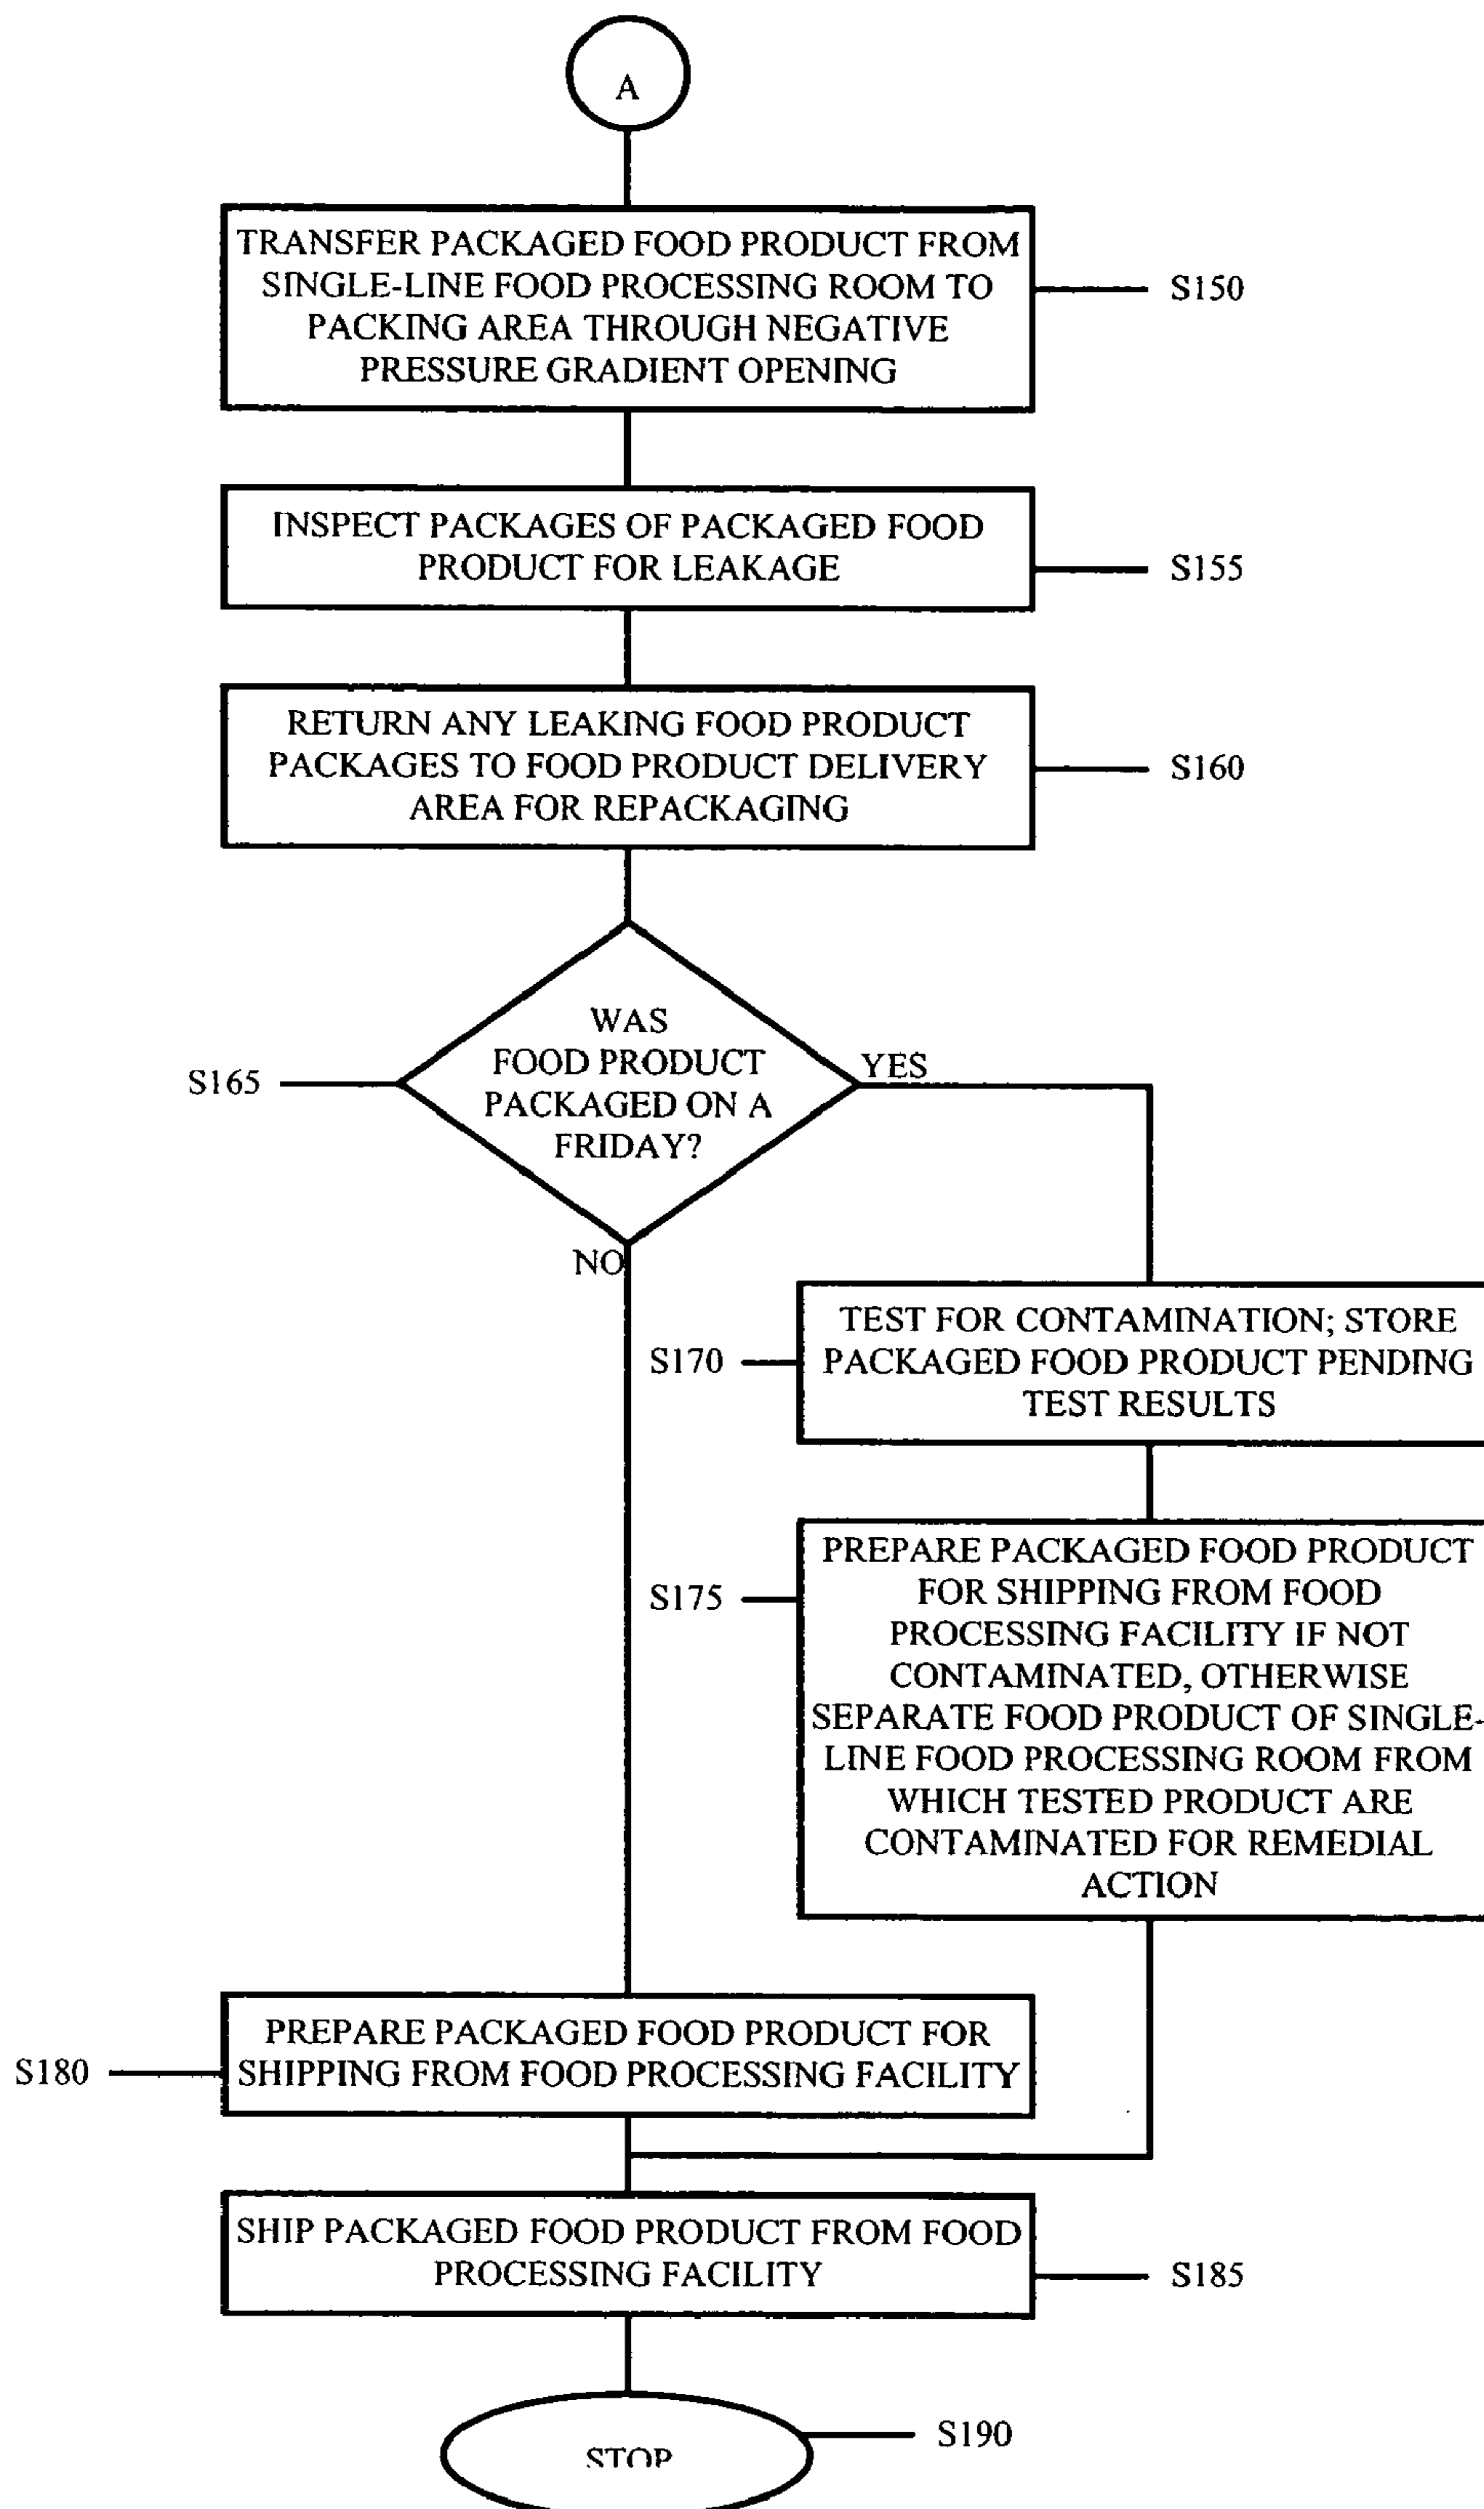 A
TRANSFER PACKAGED FOOD PRODUCT FROM
SINGLE-LINE FOOD PROCESSING ROOM TO
PACKING AREA THROUGH NEGATIVE
PRESSURE GRADIENT OPENING
S150
INSPECT PACKAGES OF PACKAGED FOOD
PRODUCT FOR LEAKAGE
S155
RETURN ANY LEAKING FOOD PRODUCT
PACKAGES TO FOOD PRODUCT DELIVERY
AREA FOR REPACKAGING
S160
WAS
FOOD PRODUCT
PACKAGED ON A
FRIDAY?
S165
YES
NO
TEST FOR CONTAMINATION; STORE
PACKAGED FOOD PRODUCT PENDING
TEST RESULTS
S170
PREPARE PACKAGED FOOD PRODUCT
FOR SHIPPING FROM FOOD
PROCESSING FACILITY IF NOT
CONTAMINATED, OTHERWISE
SEPARATE FOOD PRODUCT OF SINGLE-
LINE FOOD PROCESSING ROOM FROM
WHICH TESTED PRODUCT ARE
CONTAMINATED FOR REMEDIAL
ACTION
S175
PREPARE PACKAGED FOOD PRODUCT FOR
SHIPPING FROM FOOD PROCESSING FACILITY
S180
SHIP PACKAGED FOOD PRODUCT FROM FOOD
PROCESSING FACILITY
S185
STOP
S190